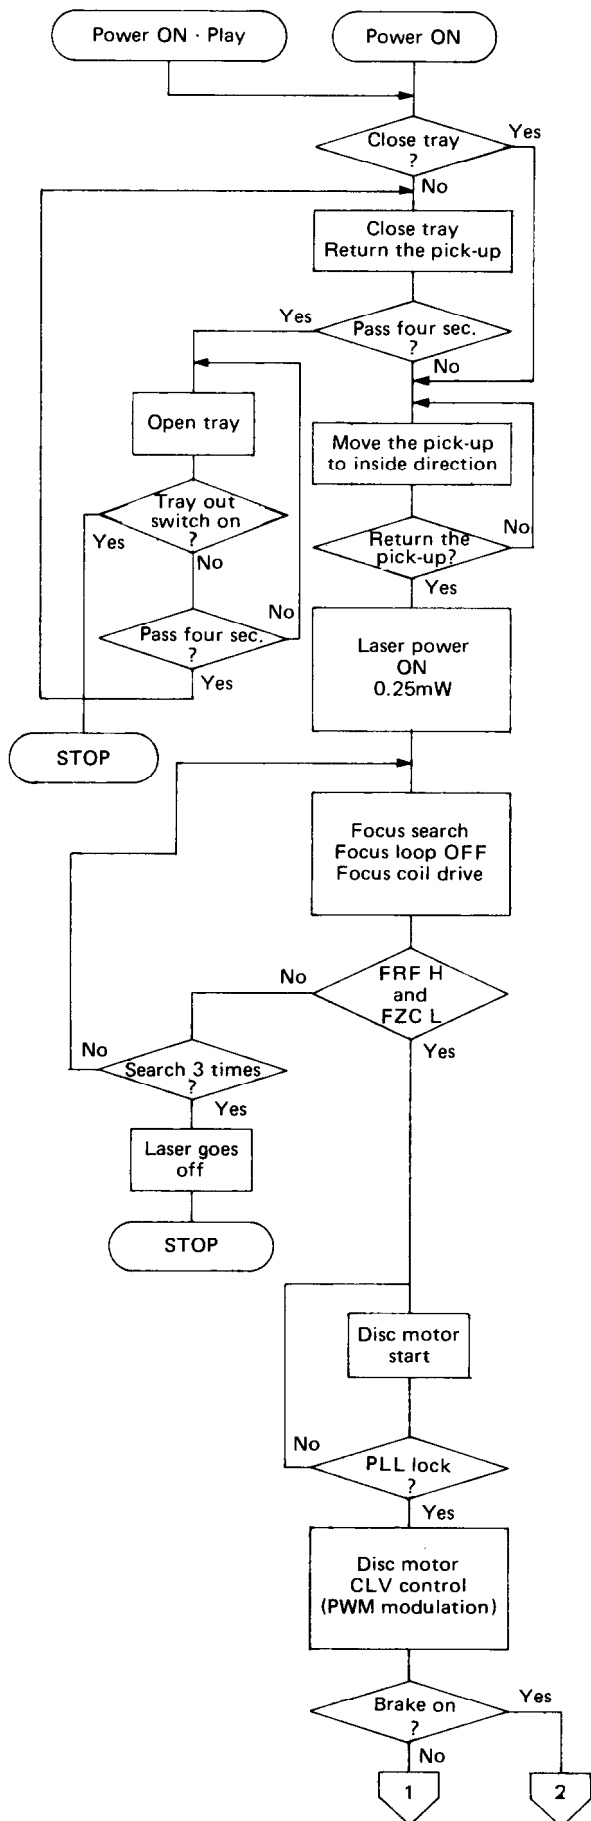 Power ON · Play
Power ON
Close tray
?
Yes
No
Close tray
Return the pick-up
Yes
Pass four sec.
?
No
Open tray
Move the pick-up
to inside direction
Tray out
switch on
?
Yes
No
Return the
pick-up?
No
Yes
No
Pass four sec.
?
Yes
Laser power
ON
0.25mW
STOP
Focus search
Focus loop OFF
Focus coil drive
No
FRF H
and
FZC L
Yes
No
Search 3 times
?
Yes
Laser goes
off
STOP
Disc motor
start
No
PLL lock
?
Yes
Disc motor
CLV control
(PWM modulation)
Brake on
?
Yes
No
1
2